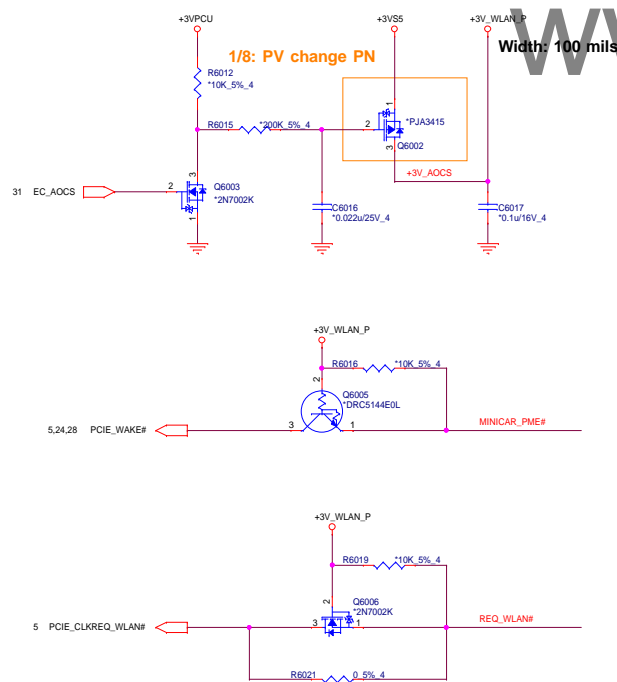 +3VPCU
+3VS5
+3V_WLAN_P
WV
Width: 100 mils
1/8: PV change PN
R6012
*10K_5%_4
1
R6015
*200K_5%_4
2
*PJA3415
3
Q6002
3
+3V_AOCS
31
EC_AOCS
2
Q6003
*2N7002K
1
C6016
*0.022u/25V_4
C6017
*0.1u/16V_4
+3V_WLAN_P
R6016
*10K_5%_4
2
Q6005
*DRC5144E0L
5,24,28
PCIE_WAKE#
3
1
MINICAR_PME#
+3V_WLAN_P
R6019
*10K_5%_4
2
Q6006
*2N7002K
5
PCIE_CLKREQ_WLAN#
3
1
REQ_WLAN#
R6021
0_5%_4